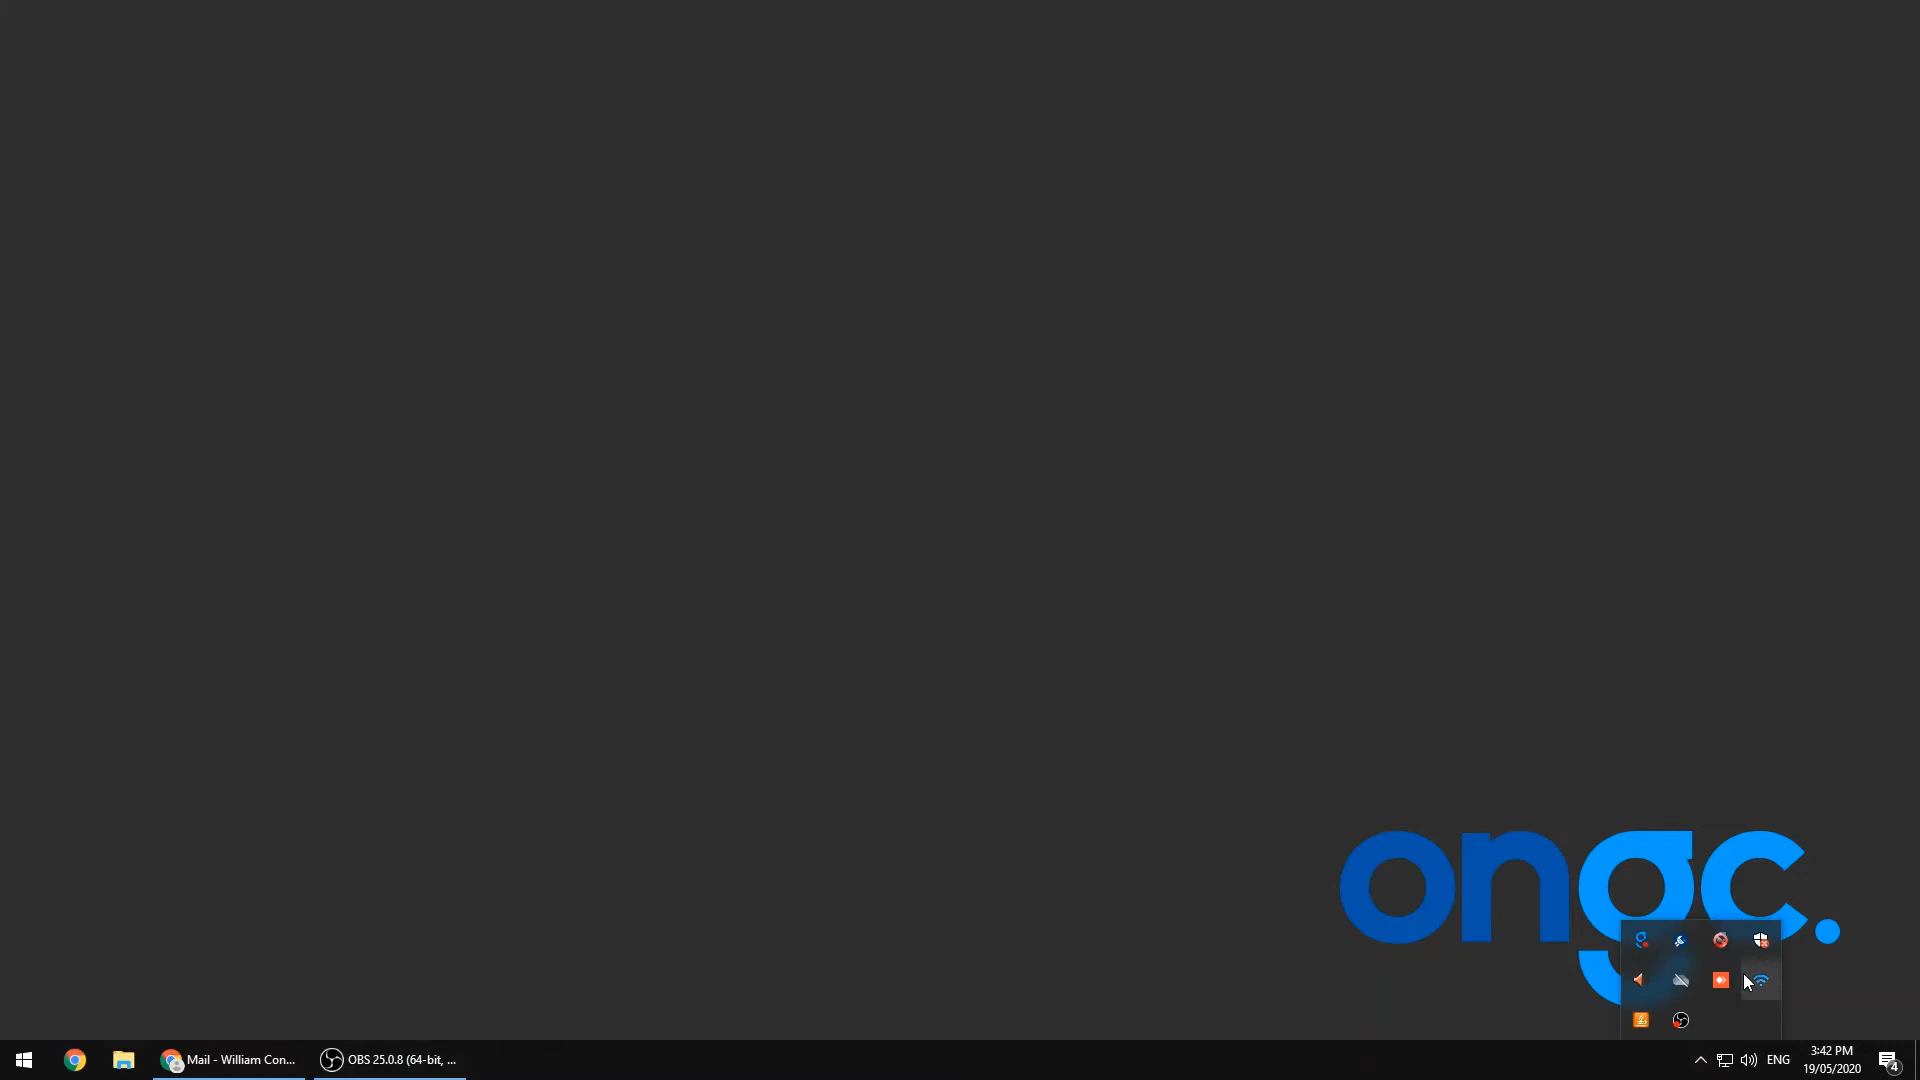 ongc.
Mail - William Con...
OBS 25.0.8 (64-bit, ...
ENG
3:42 PM
19/05/2020
4